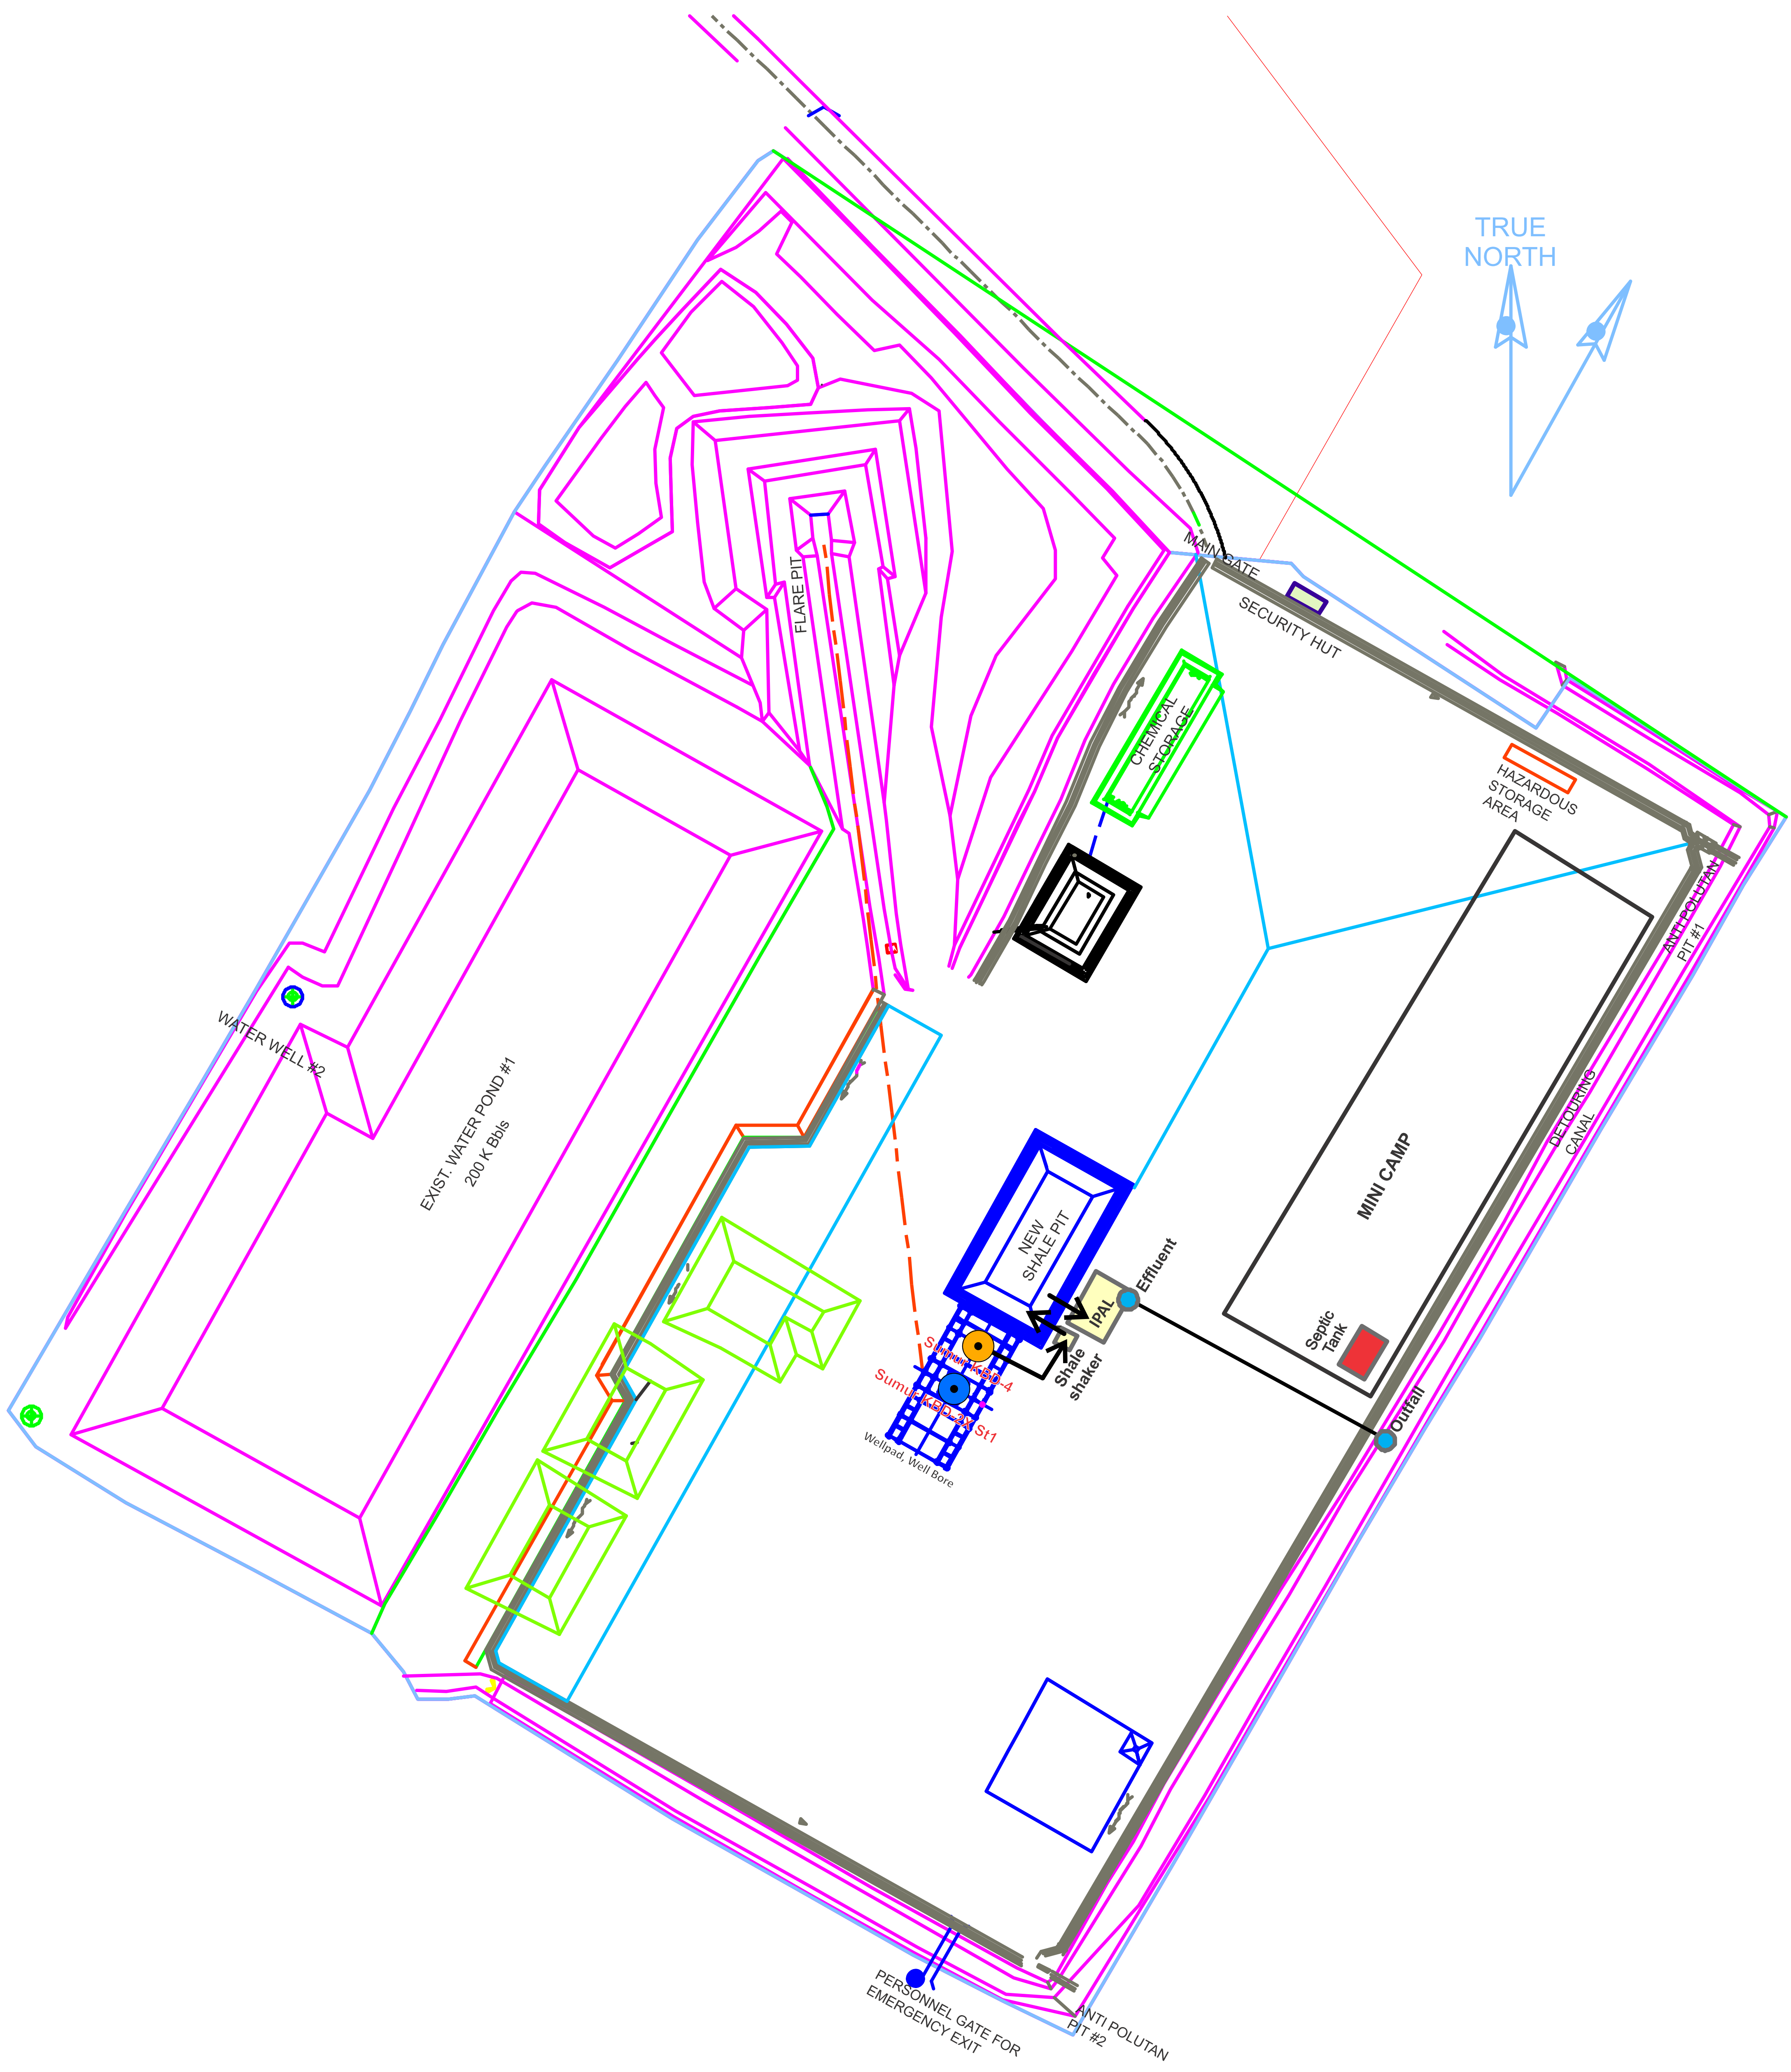 TRUE
NORTH
MAIN GATE
SECURITY HUT
FLARE PIT
CHEMICAL
STORAGE
HAZARDOUS
STORAGE
AREA
ANTI POLUTAN
PIT #1
WATER WELL #2
EXIST. WATER POND #1
200 K Bbls
DETOURING
CANAL
MINI CAMP
NEW
SHALE PIT
Effluent
IPAL
Septic
Tank
Shale
shaker
Sumur KBD-4
Sumur KBD-2X St1
Wellpad, Well Bore
Outfall
PERSONNEL GATE FOR
EMERGENCY EXIT
ANTI POLUTAN
PIT #2